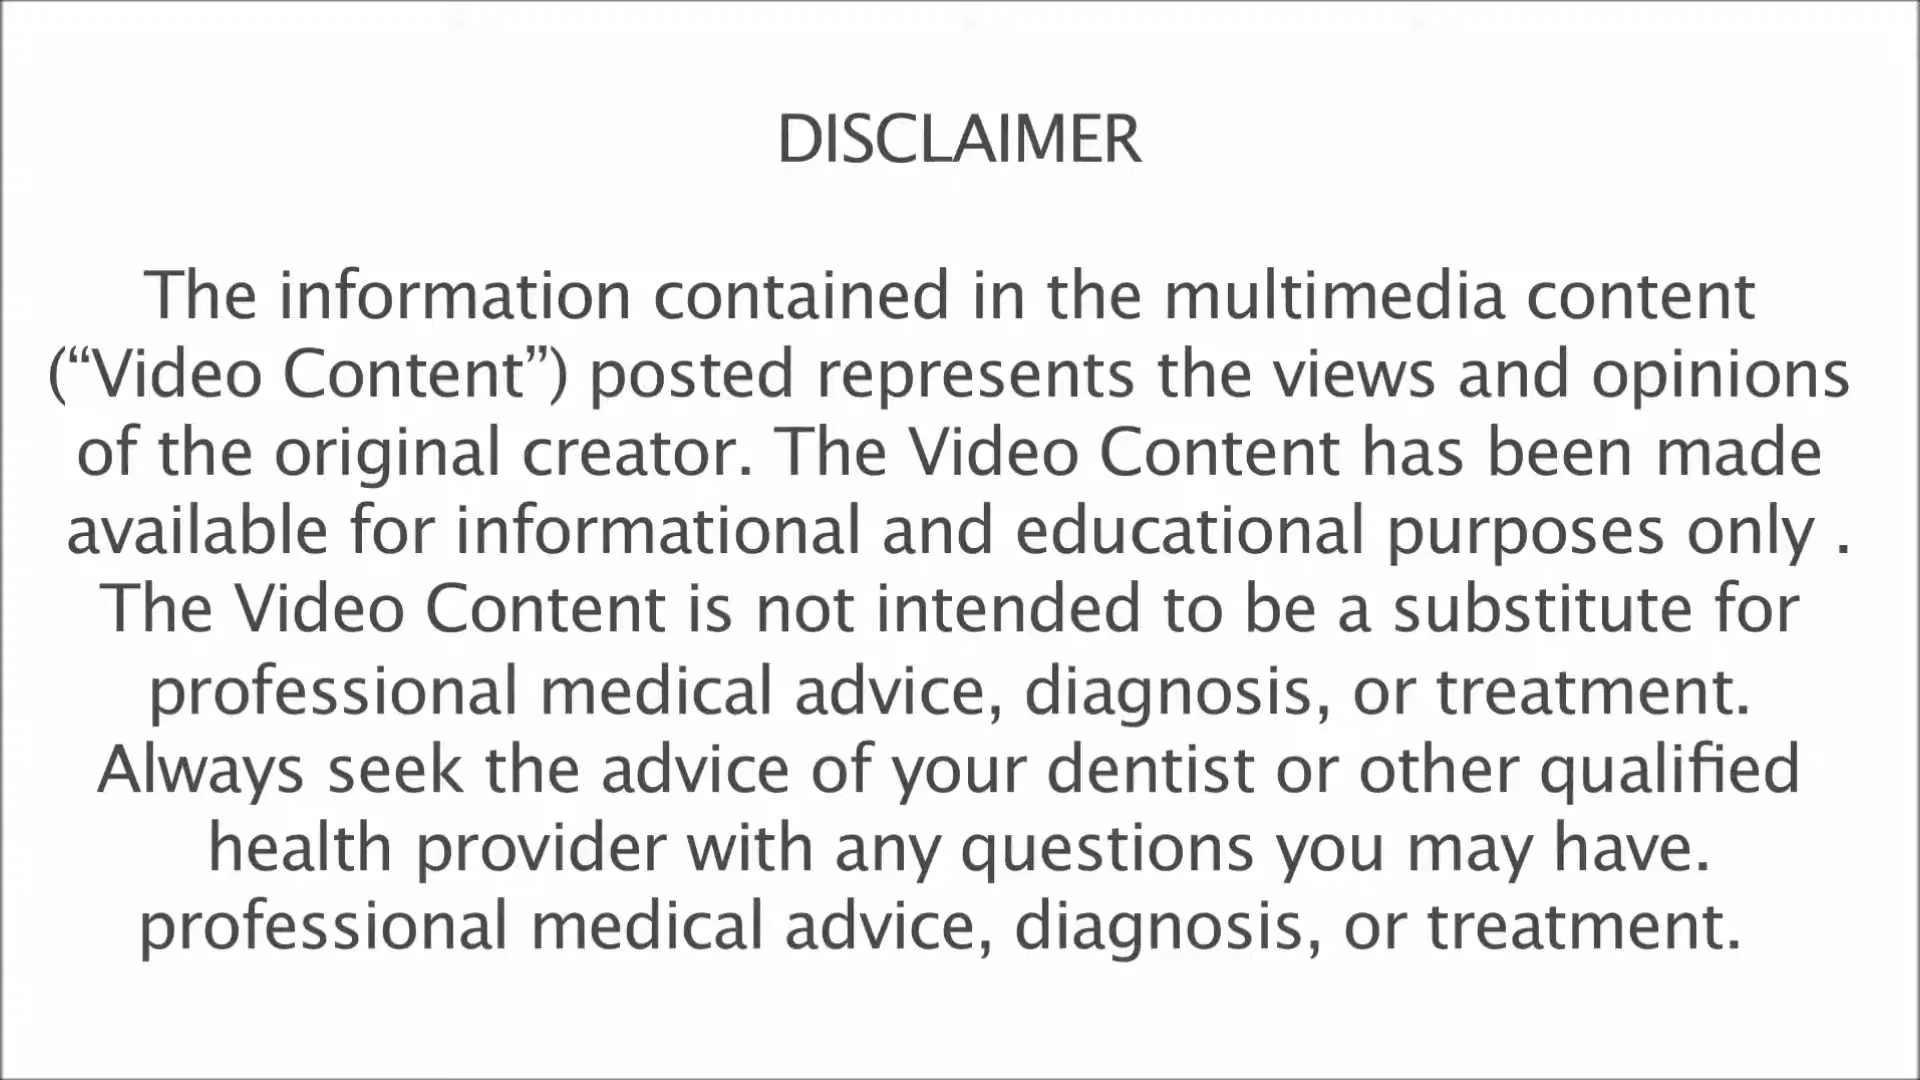 DISCLAIMER
The information contained in the multimedia content
(“Video Content”) posted represents the views and opinions
of the original creator. The Video Content has been made
available for informational and educational purposes only .
The Video Content is not intended to be a substitute for
professional medical advice, diagnosis, or treatment.
Always seek the advice of your dentist or other qualified
health provider with any questions you may have.
professional medical advice, diagnosis, or treatment.